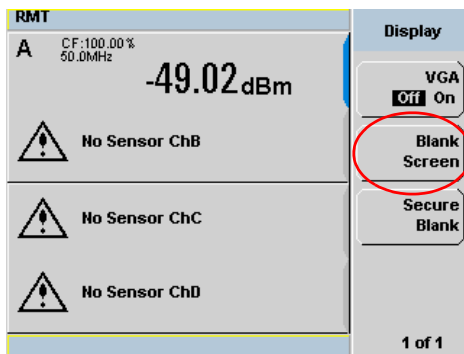 RMT
A
CF:100.00 %
50.0MHz
-49.02dBm
No Sensor ChB
No Sensor ChC
No Sensor ChD
Display
VGA
Off On
Blank
Screen
Secure
Blank
1 of 1